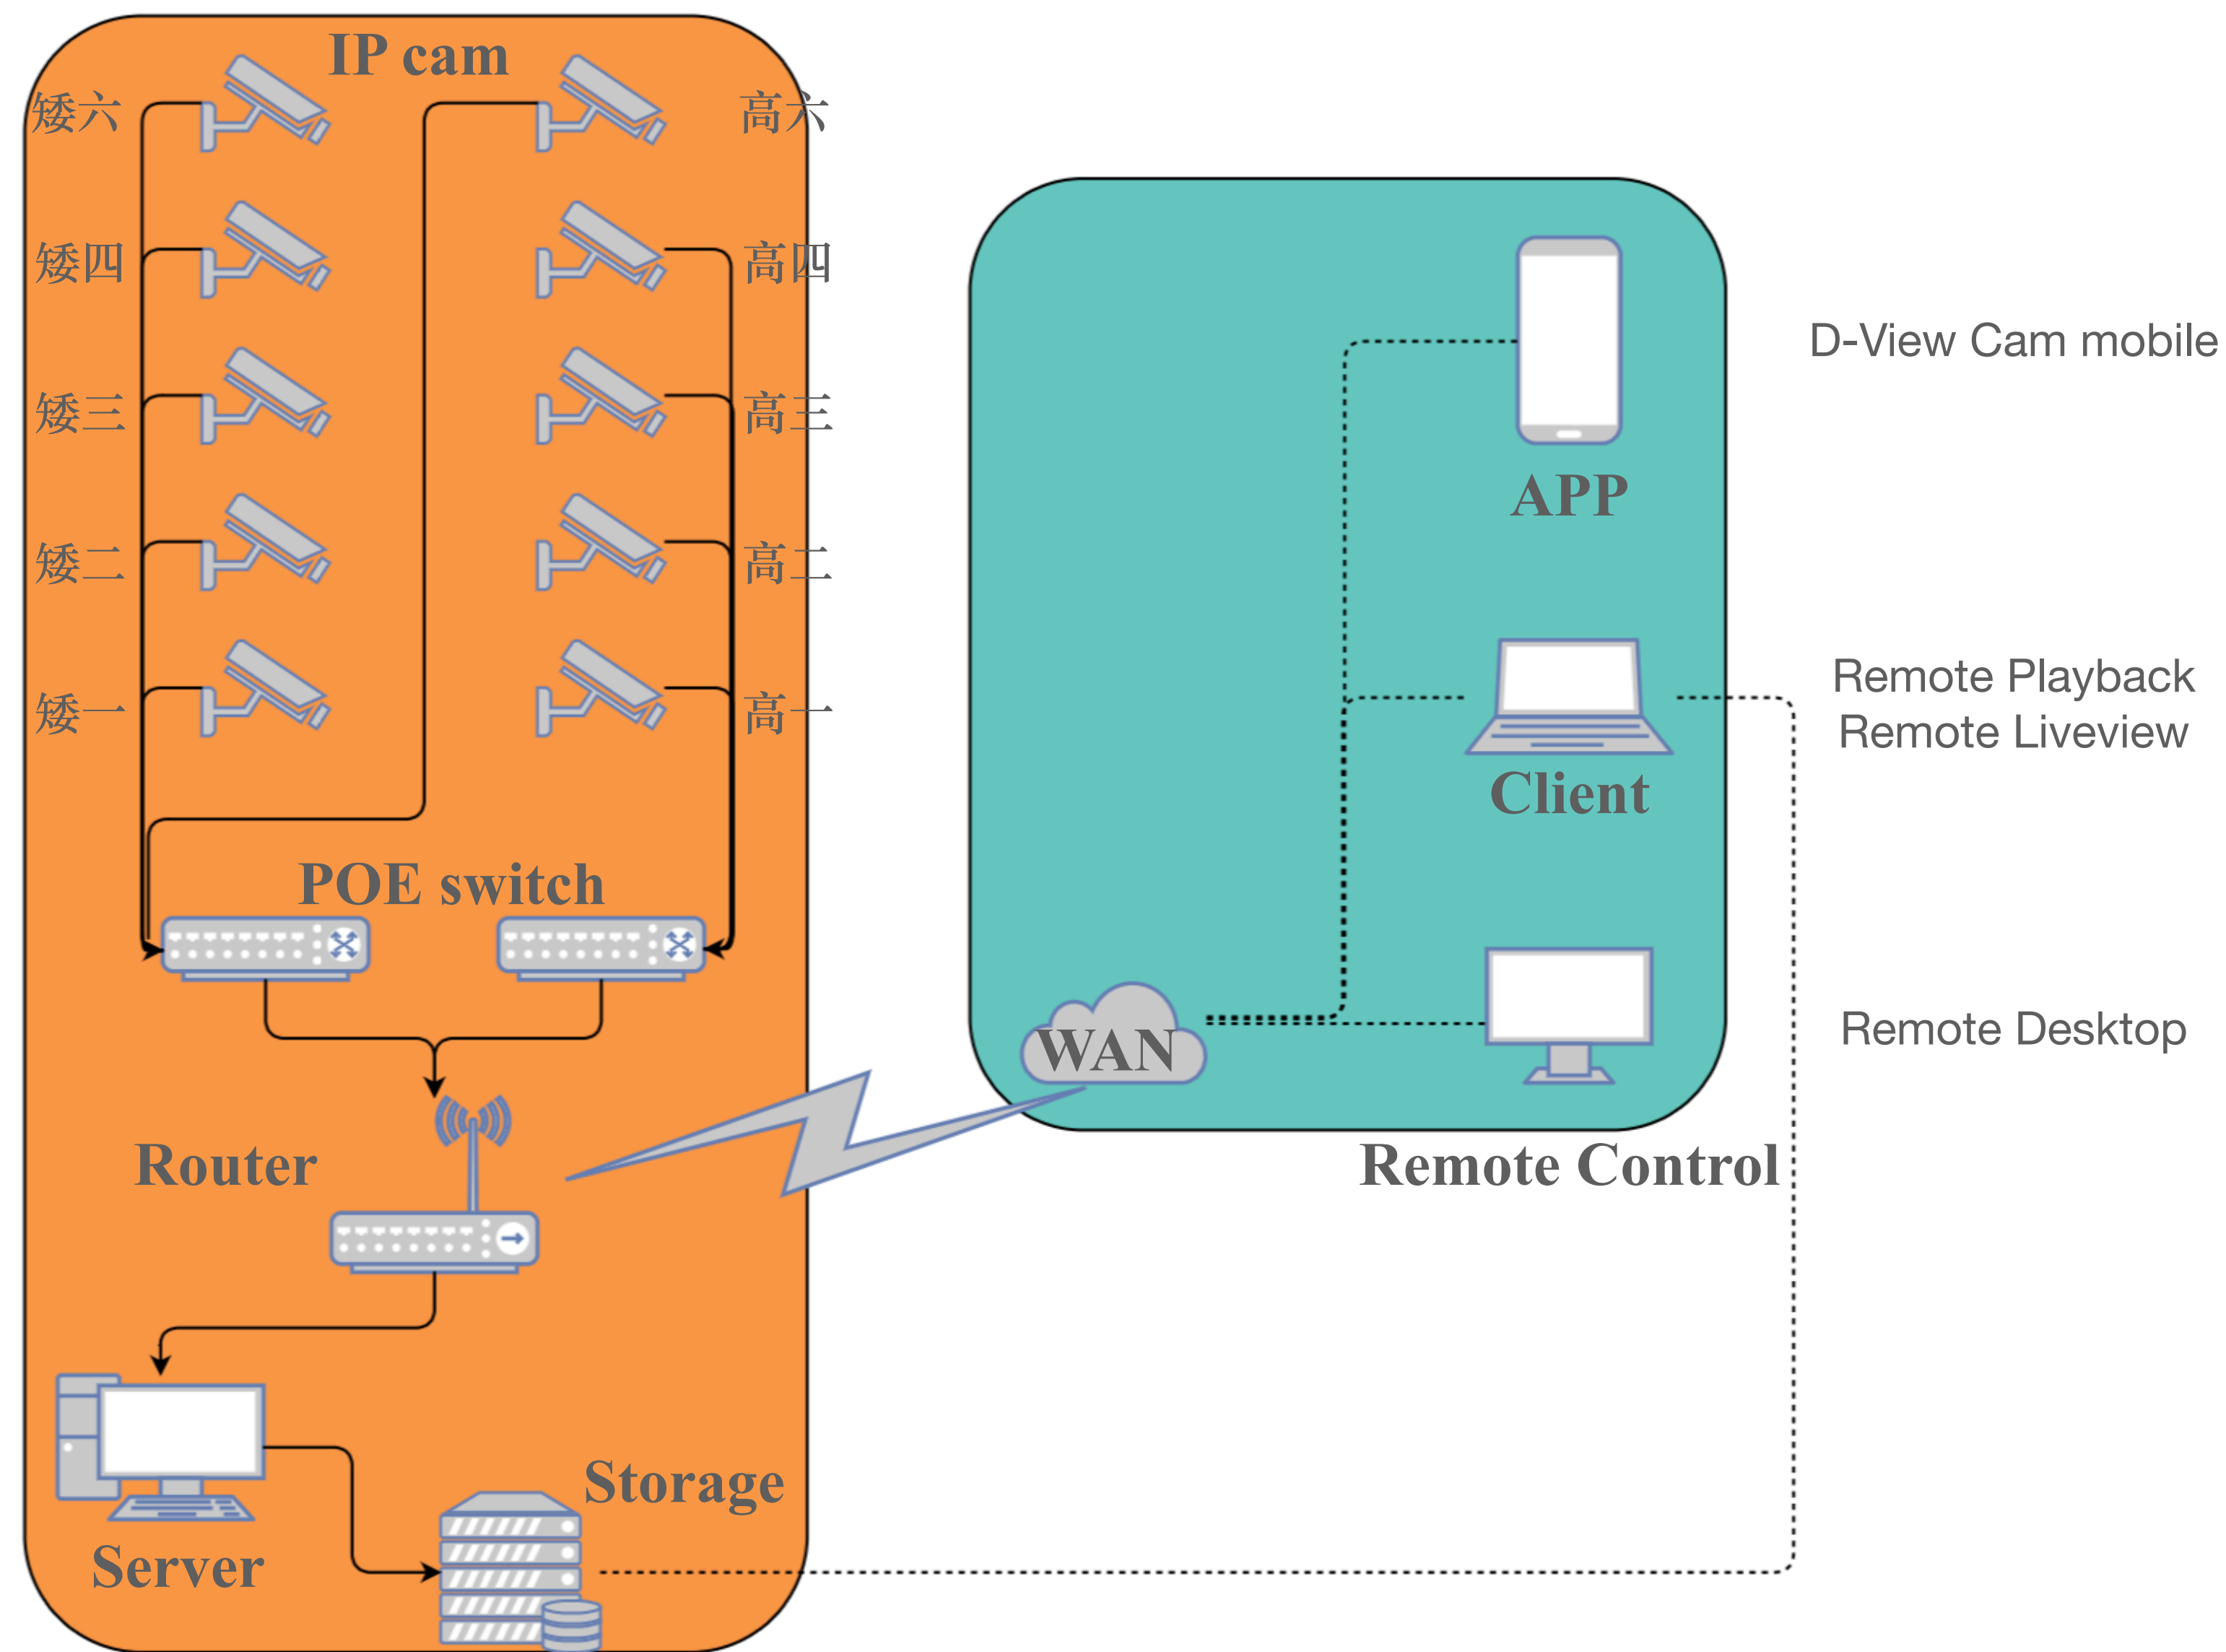 IP cam
矮六
高六
矮四
高四
矮三
高三
矮二
高二
矮一
高一
POE switch
Router
Server
Storage
WAN
APP
Client
Remote Control
D-View Cam mobile
Remote Playback
Remote Liveview
Remote Desktop